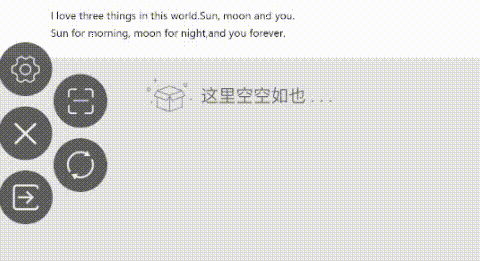 I love three things in this world.Sun, moon and you.
Sun for morning, moon for night,and you forever.
这里空空如也 . . .